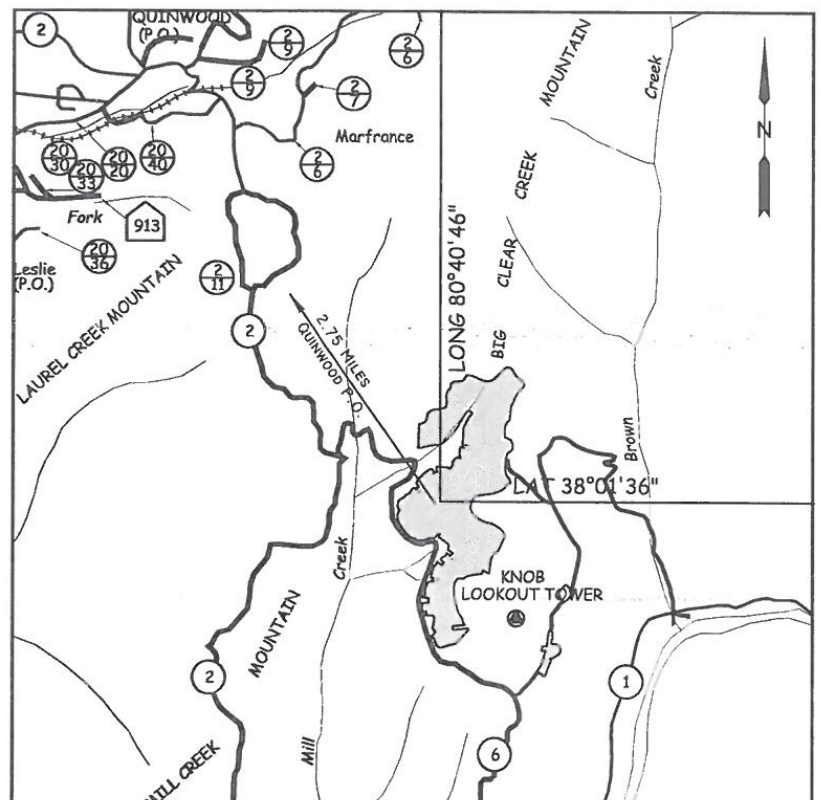 QUINWOOD
(P.O.)
2
2
9
2
6
2
9
2
7
Marfrance
2
6
20
30
20
33
20
20
20
40
Fork
913
20
36
Leslie
(P.O.)
2
11
LAUREL CREEK MOUNTAIN
2
2.75 MILES
QUINWOOD P.O.
LONG 80°40'46"
BIG CLEAR CREEK MOUNTAIN
Creek
N
Brown
LAT 38°01'36"
Creek
KNOB
LOOKOUT TOWER
MOUNTAIN
2
1
Mill
6
MILL CREEK